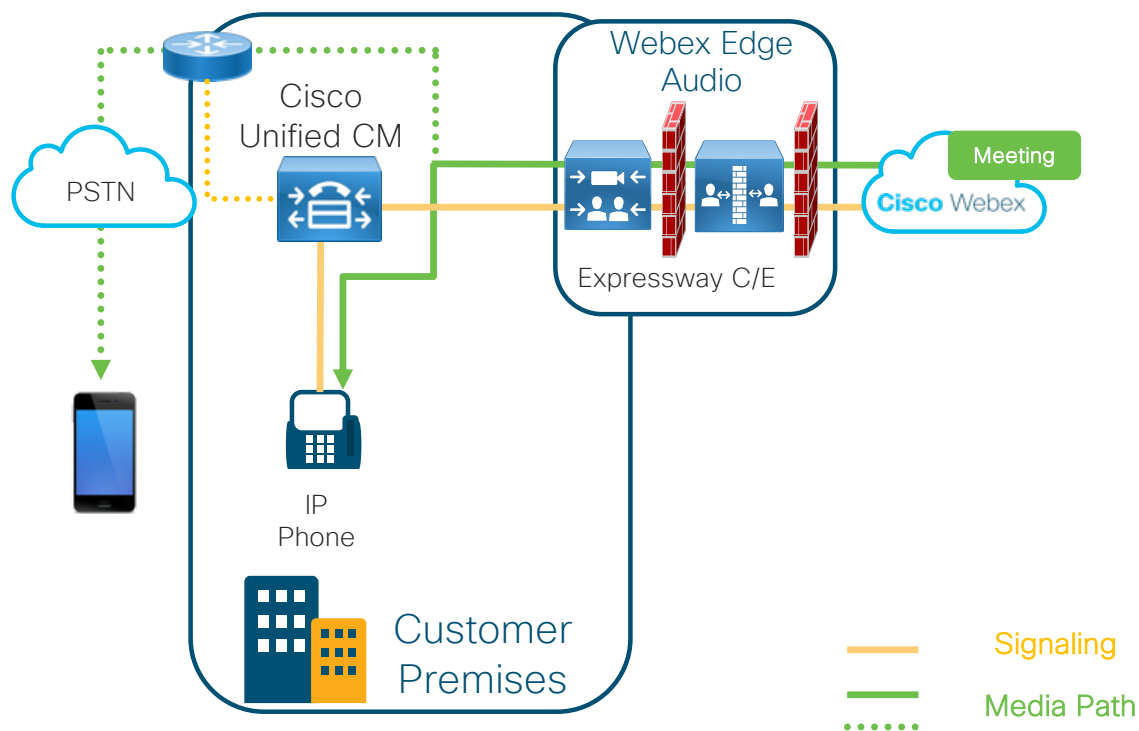 Webex Edge
Audio
Cisco
Unified CM
Meeting
PSTN
Cisco Webex
Expressway C/E
IP
Phone
Customer
Premises
Signaling
Media Path